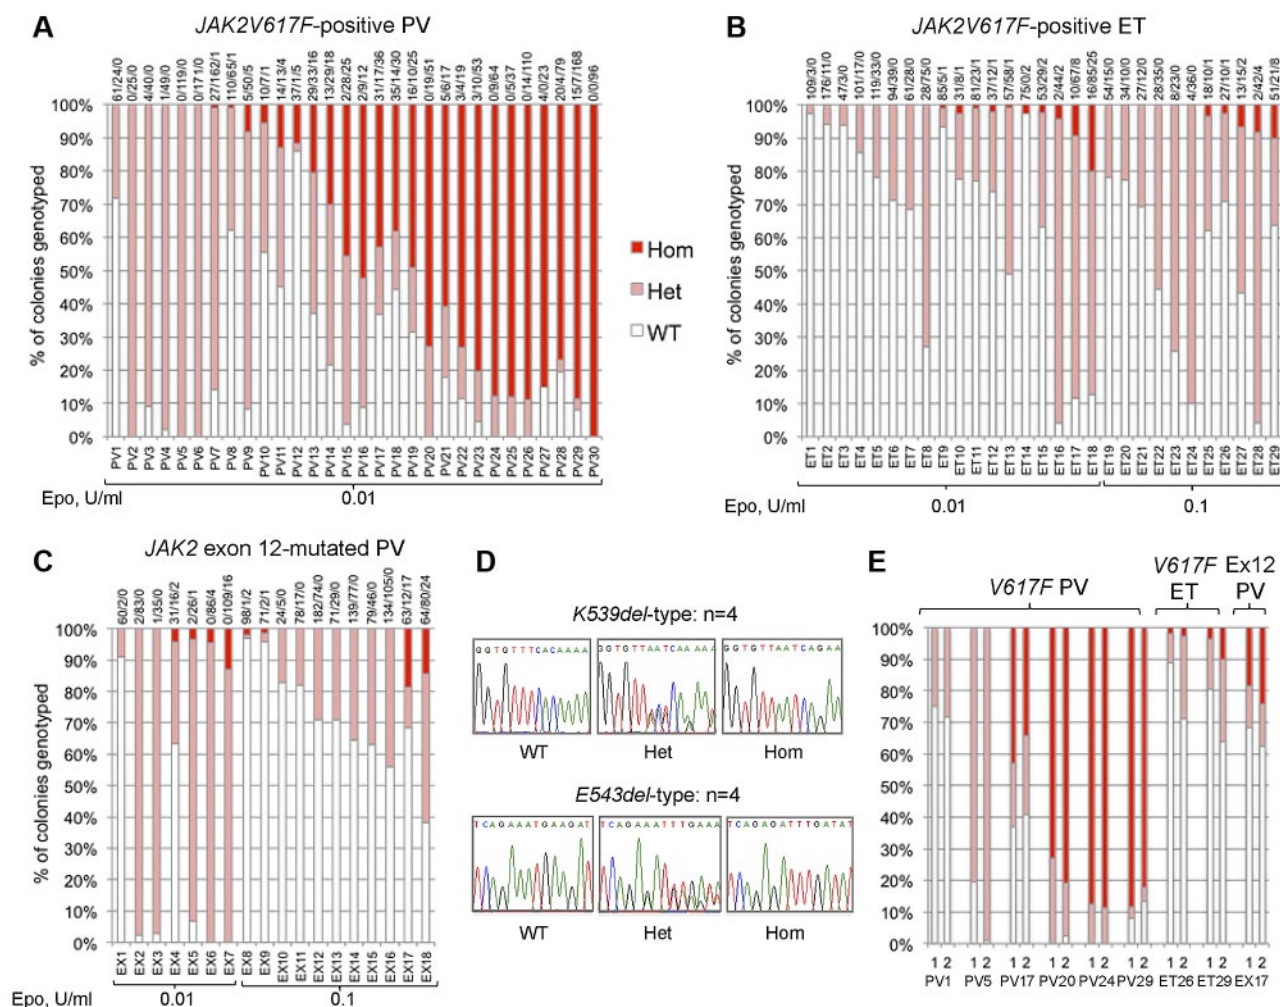 A
JAK2V617F-positive PV
61/24/0 0/25/0 4/40/0 1/49/0 0/119/0 0/171/0 27/162/1 110/65/1 5/50/5 10/7/1 14/13/4 37/1/5 29/33/16 13/29/18 2/28/25 2/9/12 31/17/36 35/14/30 16/10/25 0/19/51 5/6/17 3/4/19 3/10/53 0/9/64 0/5/37 0/14/110 4/0/23 20/4/79 15/7/168 0/0/96
% of colonies genotyped
100%
90%
80%
70%
60%
50%
40%
30%
20%
10%
0%
PV1 PV2 PV3 PV4 PV5 PV6 PV7 PV8 PV9 PV10 PV11 PV12 PV13 PV14 PV15 PV16 PV17 PV18 PV19 PV20 PV21 PV22 PV23 PV24 PV25 PV26 PV27 PV28 PV29 PV30
Epo, U/ml 0.01
Hom
Het
WT
B
JAK2V617F-positive ET
109/3/0 176/11/0 47/3/0 101/17/0 119/33/0 94/39/0 61/28/0 28/75/0 85/5/1 31/8/1 81/23/1 37/12/1 57/58/1 75/0/2 53/29/2 2/44/2 10/67/8 16/85/25 54/15/0 34/10/0 27/12/0 28/35/0 8/23/0 4/36/0 18/10/1 27/10/1 13/15/2 2/42/4 51/21/8
% of colonies genotyped
100%
90%
80%
70%
60%
50%
40%
30%
20%
10%
0%
ET1 ET2 ET3 ET4 ET5 ET6 ET7 ET8 ET9 ET10 ET11 ET12 ET13 ET14 ET15 ET16 ET17 ET18 ET19 ET20 ET21 ET22 ET23 ET24 ET25 ET26 ET27 ET28 ET29
Epo, U/ml 0.01 0.1
C
JAK2 exon 12-mutated PV
60/2/0 2/83/0 1/35/0 31/16/2 2/26/1 0/86/4 0/109/16 98/1/2 71/2/1 24/5/0 78/17/0 182/74/0 71/29/0 139/77/0 79/46/0 134/105/0 63/12/17 64/80/24
% of colonies genotyped
100%
90%
80%
70%
60%
50%
40%
30%
20%
10%
0%
EX1 EX2 EX3 EX4 EX5 EX6 EX7 EX8 EX9 EX10 EX11 EX12 EX13 EX14 EX15 EX16 EX17 EX18
Epo, U/ml 0.01 0.1
D
K539del-type: n=4
GGTGTTTCACAAAA GGTGTTAATCAAAAA GGTGTTAATCAGAA
WT Het Hom
E543del-type: n=4
TCAGAAATGAAGAT TCAGAAATTTGAAA TCAGAGATTTGATAT
WT Het Hom
E
V617F PV
V617F ET
Ex12 PV
100%
90%
80%
70%
60%
50%
40%
30%
20%
10%
0%
1 2 1 2 1 2 1 2 1 2 1 2 1 2 1 2 1 2
PV1 PV5 PV17 PV20 PV24 PV29 ET26 ET29 EX17